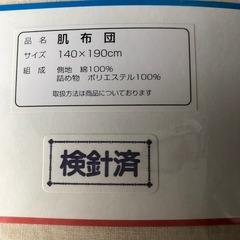 品名 肌布団
サイズ 140×190cm
組成 側地 綿100%
詰め物 ポリエステル100%
取扱方法は商品についております
検針済